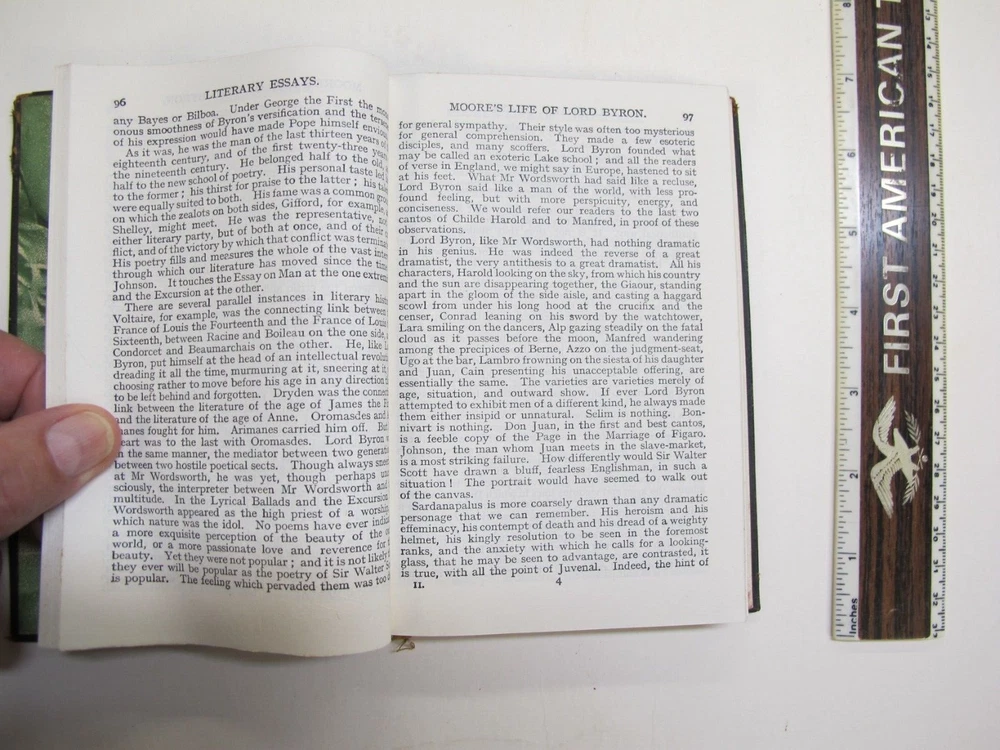 96
LITERARY ESSAYS.
any Bayes or Bilboa. Under George the First the
onous smoothness of Byron's versification and the
of his expression would have made Pope himself
As it was, he was the man of the last thirteen years
eighteenth century, and of the first twenty-three
the nineteenth century. He belonged half to the old,
half to the new school of poetry. His personal taste led
to the former; his thirst for praise to the latter; his
were equally suited to both. His fame was a common
on which the zealots on both sides, Gifford, for example,
Shelley, might meet. He was the representative,
either literary party, but of both at once, and of their
flict, and of the victory by which that conflict was
His poetry fills and measures the whole of the vast
through which our literature has moved since the
Johnson. It touches the Essay on Man at the one
and the Excursion at the other.
There are several parallel instances in literary
Voltaire, for example, was the connecting link between
France of Louis the Fourteenth and the France of
Sixteenth, between Racine and Boileau on the one side,
Condorcet and Beaumarchais on the other. He, like
Byron, put himself at the head of an intellectual
dreading it all the time, murmuring at it, sneering at
choosing rather to move before his age in any direction
to be left behind and forgotten. Dryden was the
link between the literature of the age of James the
and the literature of the age of Anne. Oromasdes and
manes fought for him. Arimanes carried him off.
heart was to the last with Oromasdes. Lord Byron
in the same manner, the mediator between two
between two hostile poetical sects. Though always
at Mr Wordsworth, he was yet, though perhaps
sciously, the interpreter between Mr Wordsworth and
multitude. In the Lyrical Ballads and the Excursion
Wordsworth appeared as the high priest of a
which nature was the idol. No poems have ever
a more exquisite perception of the beauty of the
world, or a more passionate love and reverence for
beauty. Yet they were not popular; and it is not likely
they ever will be popular as the poetry of Sir Walter
is popular. The feeling which pervaded them was too
MOORE'S LIFE OF LORD BYRON.
97
for general sympathy. Their style was often too mysterious
for general comprehension. They made a few esoteric
disciples, and many scoffers. Lord Byron founded what
may be called an exoteric Lake school; and all the readers
of verse in England, we might say in Europe, hastened to sit
at his feet. What Mr Wordsworth had said like a recluse,
Lord Byron said like a man of the world, with less pro-
found feeling, but with more perspicuity, energy, and
conciseness. We would refer our readers to the last two
cantos of Childe Harold and to Manfred, in proof of these
observations.
Lord Byron, like Mr Wordsworth, had nothing dramatic
in his genius. He was indeed the reverse of a great
dramatist, the very antithesis to a great dramatist. All his
characters, Harold looking on the sky, from which his country
and the sun are disappearing together, the Giaour, standing
apart in the gloom of the side aisle, and casting a haggard
scowl from under his long hood at the crucifix and the
censer, Conrad leaning on his sword by the watchtower,
Lara smiling on the dancers, Alp gazing steadily on the fatal
cloud as it passes before the moon, Manfred wandering
among the precipices of Berne, Azzo on the judgment-seat,
Ugo at the bar, Lambro frowning on the siesta of his daughter
and Juan, Cain presenting his unacceptable offering, are
essentially the same. The varieties are varieties merely of
age, situation, and outward show. If ever Lord Byron
attempted to exhibit men of a different kind, he always made
them either insipid or unnatural. Selim is nothing. Bon-
nivart is nothing. Don Juan, in the first and best cantos,
is a feeble copy of the Page in the Marriage of Figaro.
Johnson, the man whom Juan meets in the slave-market,
is a most striking failure. How differently would Sir Walter
Scott have drawn a bluff, fearless Englishman, in such a
situation! The portrait would have seemed to walk out
of the canvas.
Sardanapalus is more coarsely drawn than any dramatic
personage that we can remember. His heroism and his
effeminacy, his contempt of death and his dread of a weighty
helmet, his kingly resolution to be seen in the foremost
ranks, and the anxiety with which he calls for a looking-
glass, that he may be seen to advantage, are contrasted, it
is true, with all the point of Juvenal. Indeed, the hint of
II. 4
FIRST AMERICAN
Inches 1 2 3 4 5 6 7 8